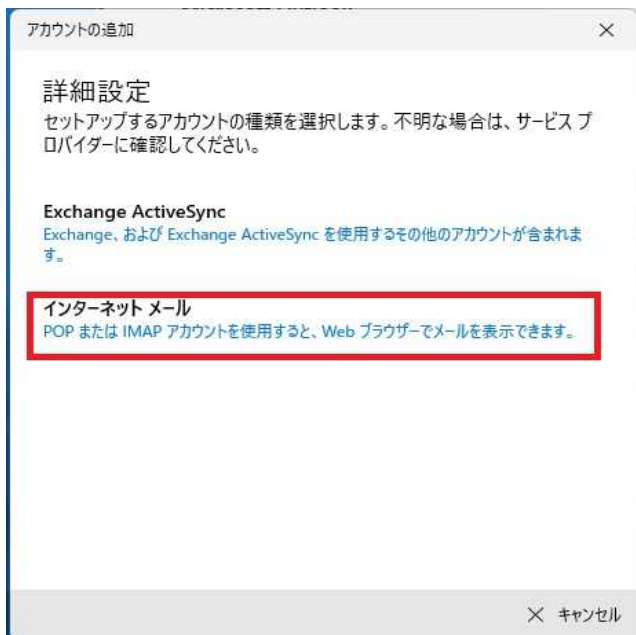 アカウントの追加
詳細設定
セットアップするアカウントの種類を選択します。不明な場合は、サービス プ
ロバイダーに確認してください。
Exchange ActiveSync
Exchange、および Exchange ActiveSync を使用するその他のアカウントが含まれま
す。
インターネット メール
POP または IMAP アカウントを使用すると、Web ブラウザーでメールを表示できます。
キャンセル